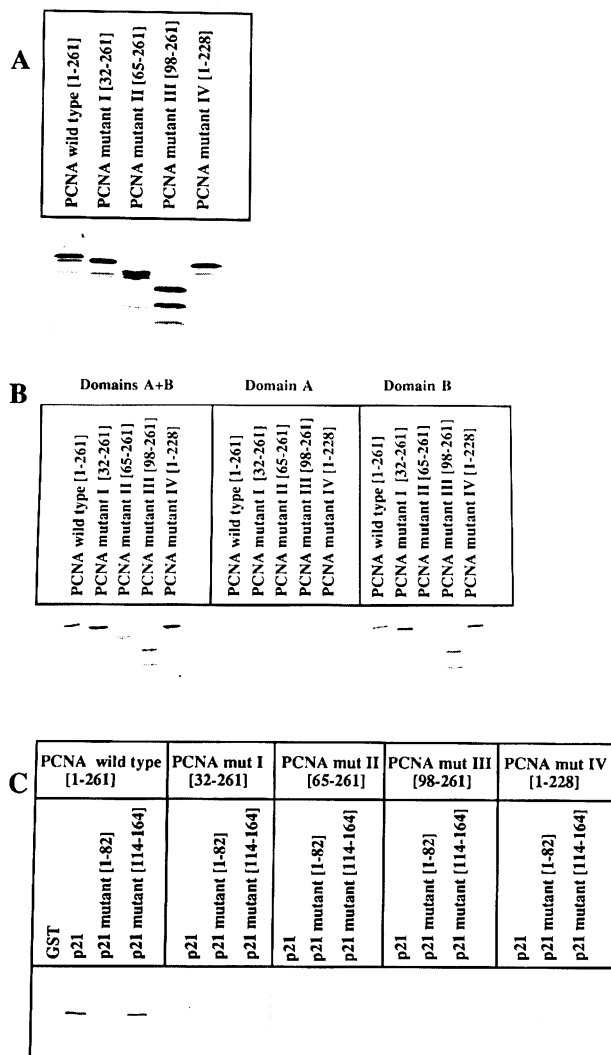 A
PCNA wild type [1-261]
PCNA mutant I [32-261]
PCNA mutant II [65-261]
PCNA mutant III [98-261]
PCNA mutant IV [1-228]
B
Domains A+B
Domain A
Domain B
PCNA wild type [1-261]
PCNA mutant I [32-261]
PCNA mutant II [65-261]
PCNA mutant III [98-261]
PCNA mutant IV [1-228]
PCNA wild type [1-261]
PCNA mutant I [32-261]
PCNA mutant II [65-261]
PCNA mutant III [98-261]
PCNA mutant IV [1-228]
PCNA wild type [1-261]
PCNA mutant I [32-261]
PCNA mutant II [65-261]
PCNA mutant III [98-261]
PCNA mutant IV [1-228]
C
PCNA wild type
[1-261]
PCNA mut I
[32-261]
PCNA mut II
[65-261]
PCNA mut III
[98-261]
PCNA mut IV
[1-228]
GST
p21
p21 mutant [1-82]
p21 mutant [114-164]
p21
p21 mutant [1-82]
p21 mutant [114-164]
p21
p21 mutant [1-82]
p21 mutant [114-164]
p21
p21 mutant [1-82]
p21 mutant [114-164]
p21
p21 mutant [1-82]
p21 mutant [114-164]